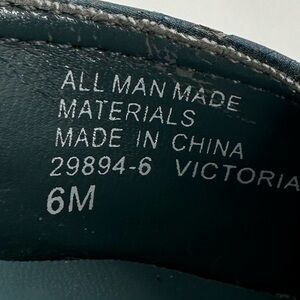 ALL MAN MADE
MATERIALS
MADE IN CHINA
29894-6 VICTORIA
6M